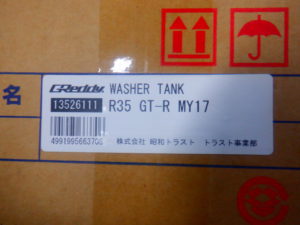 GReddy WASHER TANK
13526111 R35 GT-R MY17
名
株式会社 昭和トラスト トラスト事業部